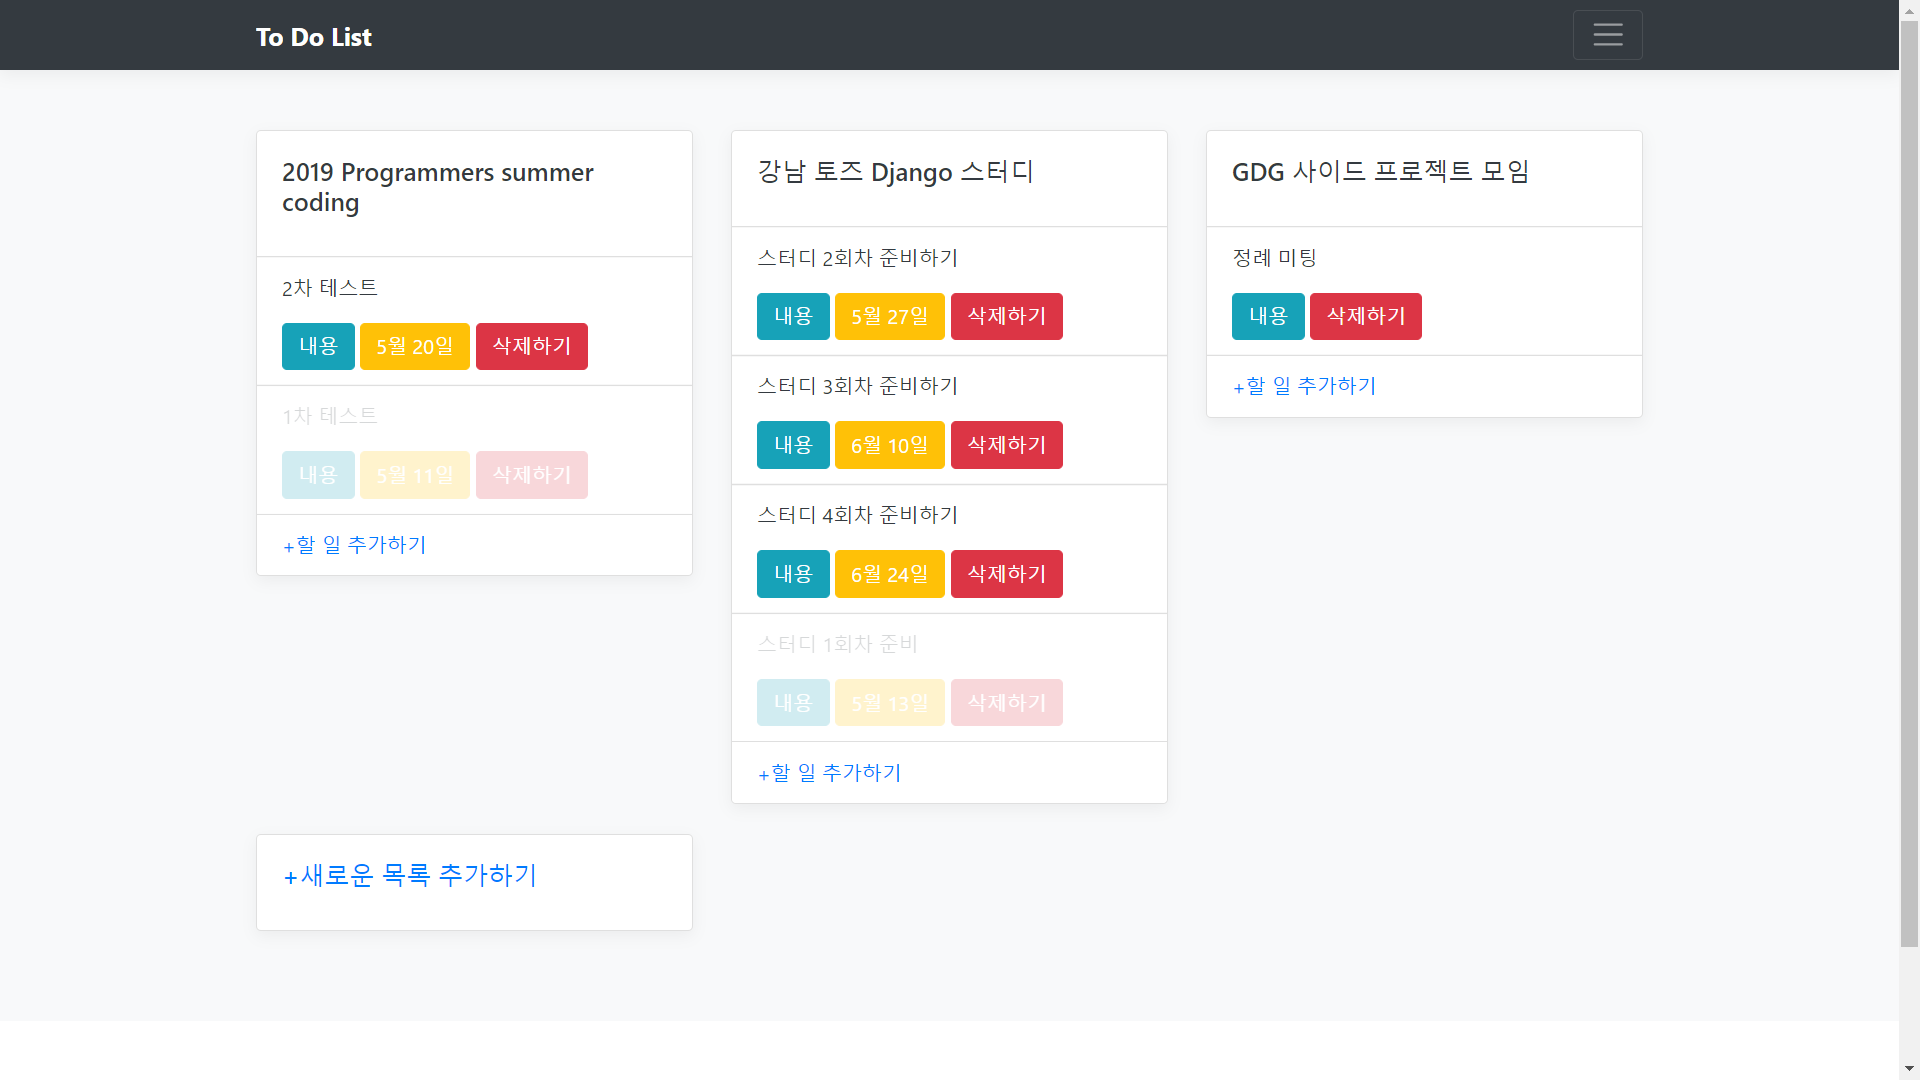 To Do List
2019 Programmers summer
coding
2차 테스트
내용 5월 20일 삭제하기
1차 테스트
내용 5월 11일 삭제하기
+할 일 추가하기
강남 토즈 Django 스터디
스터디 2회차 준비하기
내용 5월 27일 삭제하기
스터디 3회차 준비하기
내용 6월 10일 삭제하기
스터디 4회차 준비하기
내용 6월 24일 삭제하기
스터디 1회차 준비
내용 5월 13일 삭제하기
+할 일 추가하기
GDG 사이드 프로젝트 모임
정례 미팅
내용 삭제하기
+할 일 추가하기
+새로운 목록 추가하기